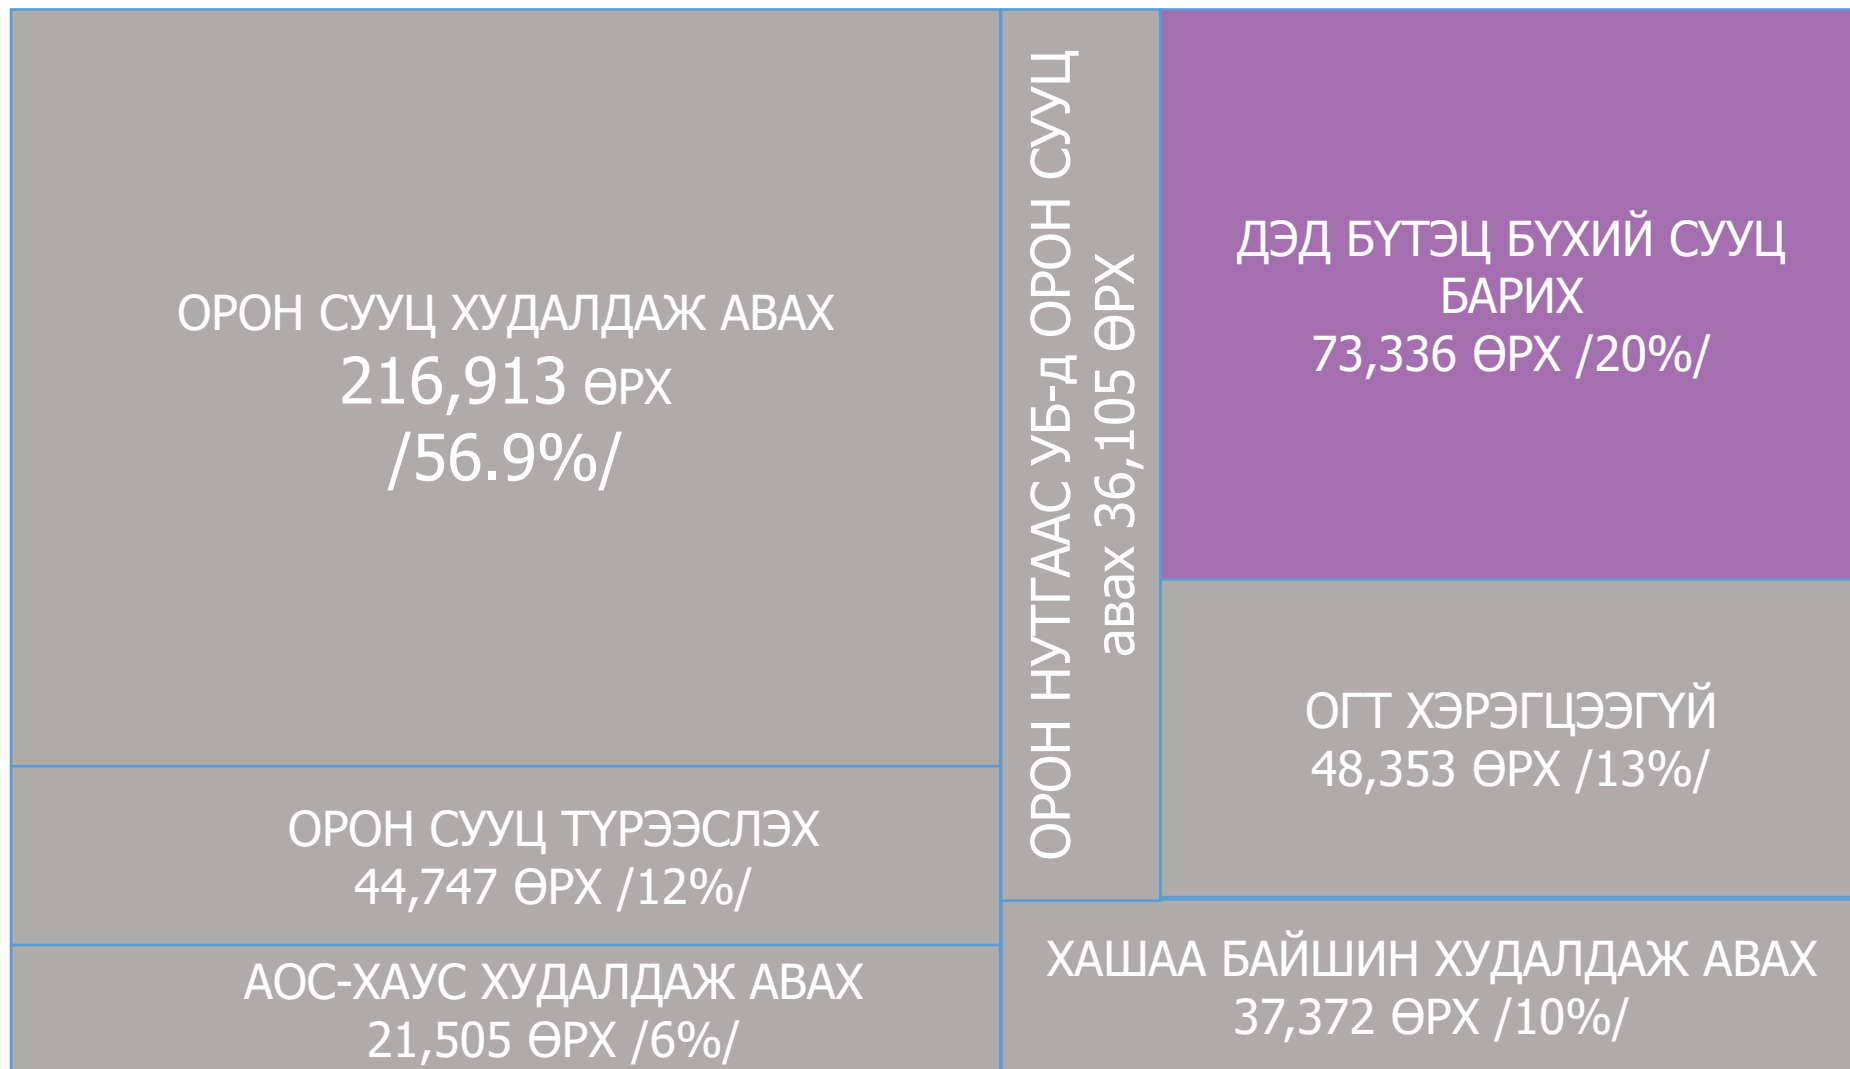 ОРОН СУУЦ ХУДАЛДАЖ АВАХ
216,913 ӨРХ
/56.9%/
ОРОН СУУЦ ТҮРЭЭСЛЭХ
44,747 ӨРХ /12%/
АОС-ХАУС ХУДАЛДАЖ АВАХ
21,505 ӨРХ /6%/
ОРОН НУТГААС УБ-д ОРОН СУУЦ
авах 36,105 ӨРХ
ДЭД БҮТЭЦ БҮХИЙ СУУЦ
БАРИХ
73,336 ӨРХ /20%/
ОГТ ХЭРЭГЦЭЭГҮЙ
48,353 ӨРХ /13%/
ХАШАА БАЙШИН ХУДАЛДАЖ АВАХ
37,372 ӨРХ /10%/